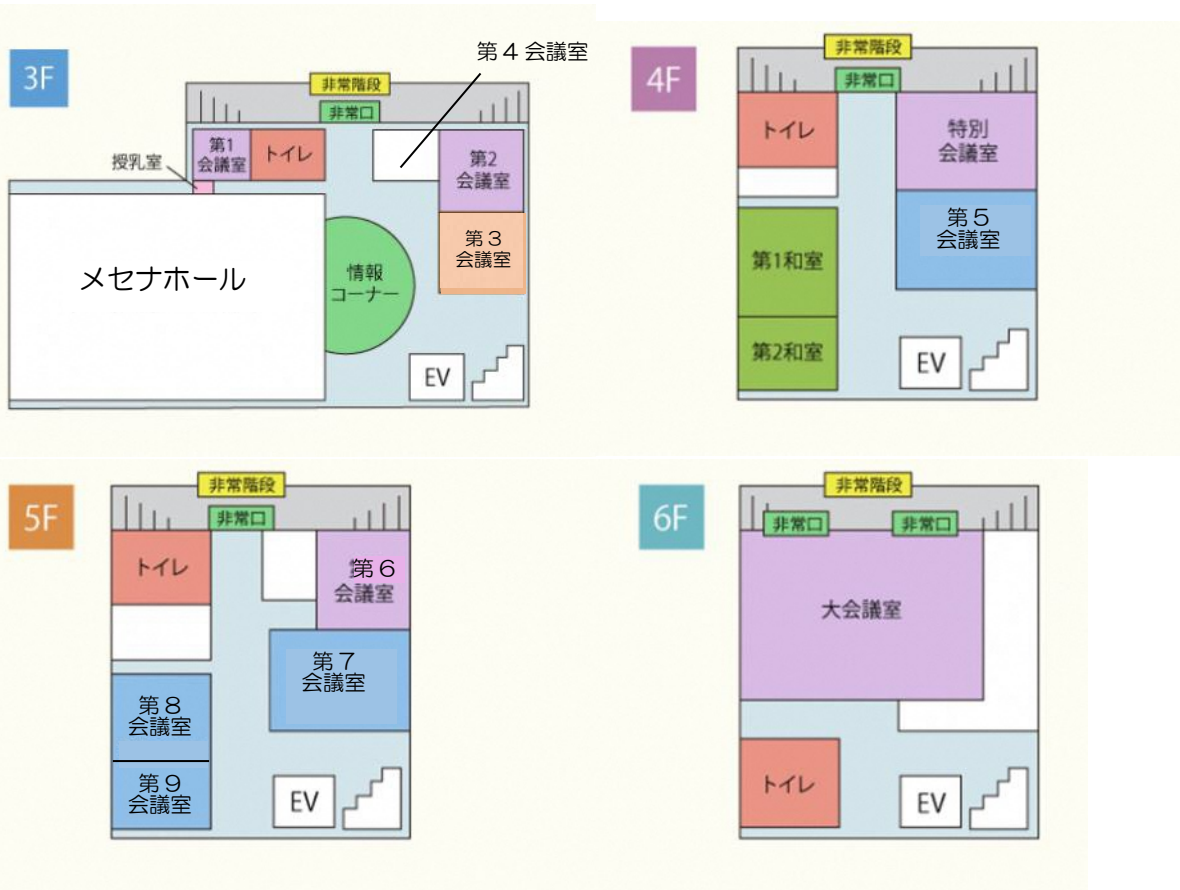 3F
第４会議室
非常階段
非常口
第1
会議室
トイレ
第2
会議室
授乳室
第３
会議室
メセナホール
情報
コーナー
EV
4F
非常階段
非常口
トイレ
特別
会議室
第５
会議室
第1和室
第2和室
EV
5F
非常階段
非常口
トイレ
第６
会議室
第７
会議室
第８
会議室
第９
会議室
EV
6F
非常階段
非常口
非常口
大会議室
トイレ
EV